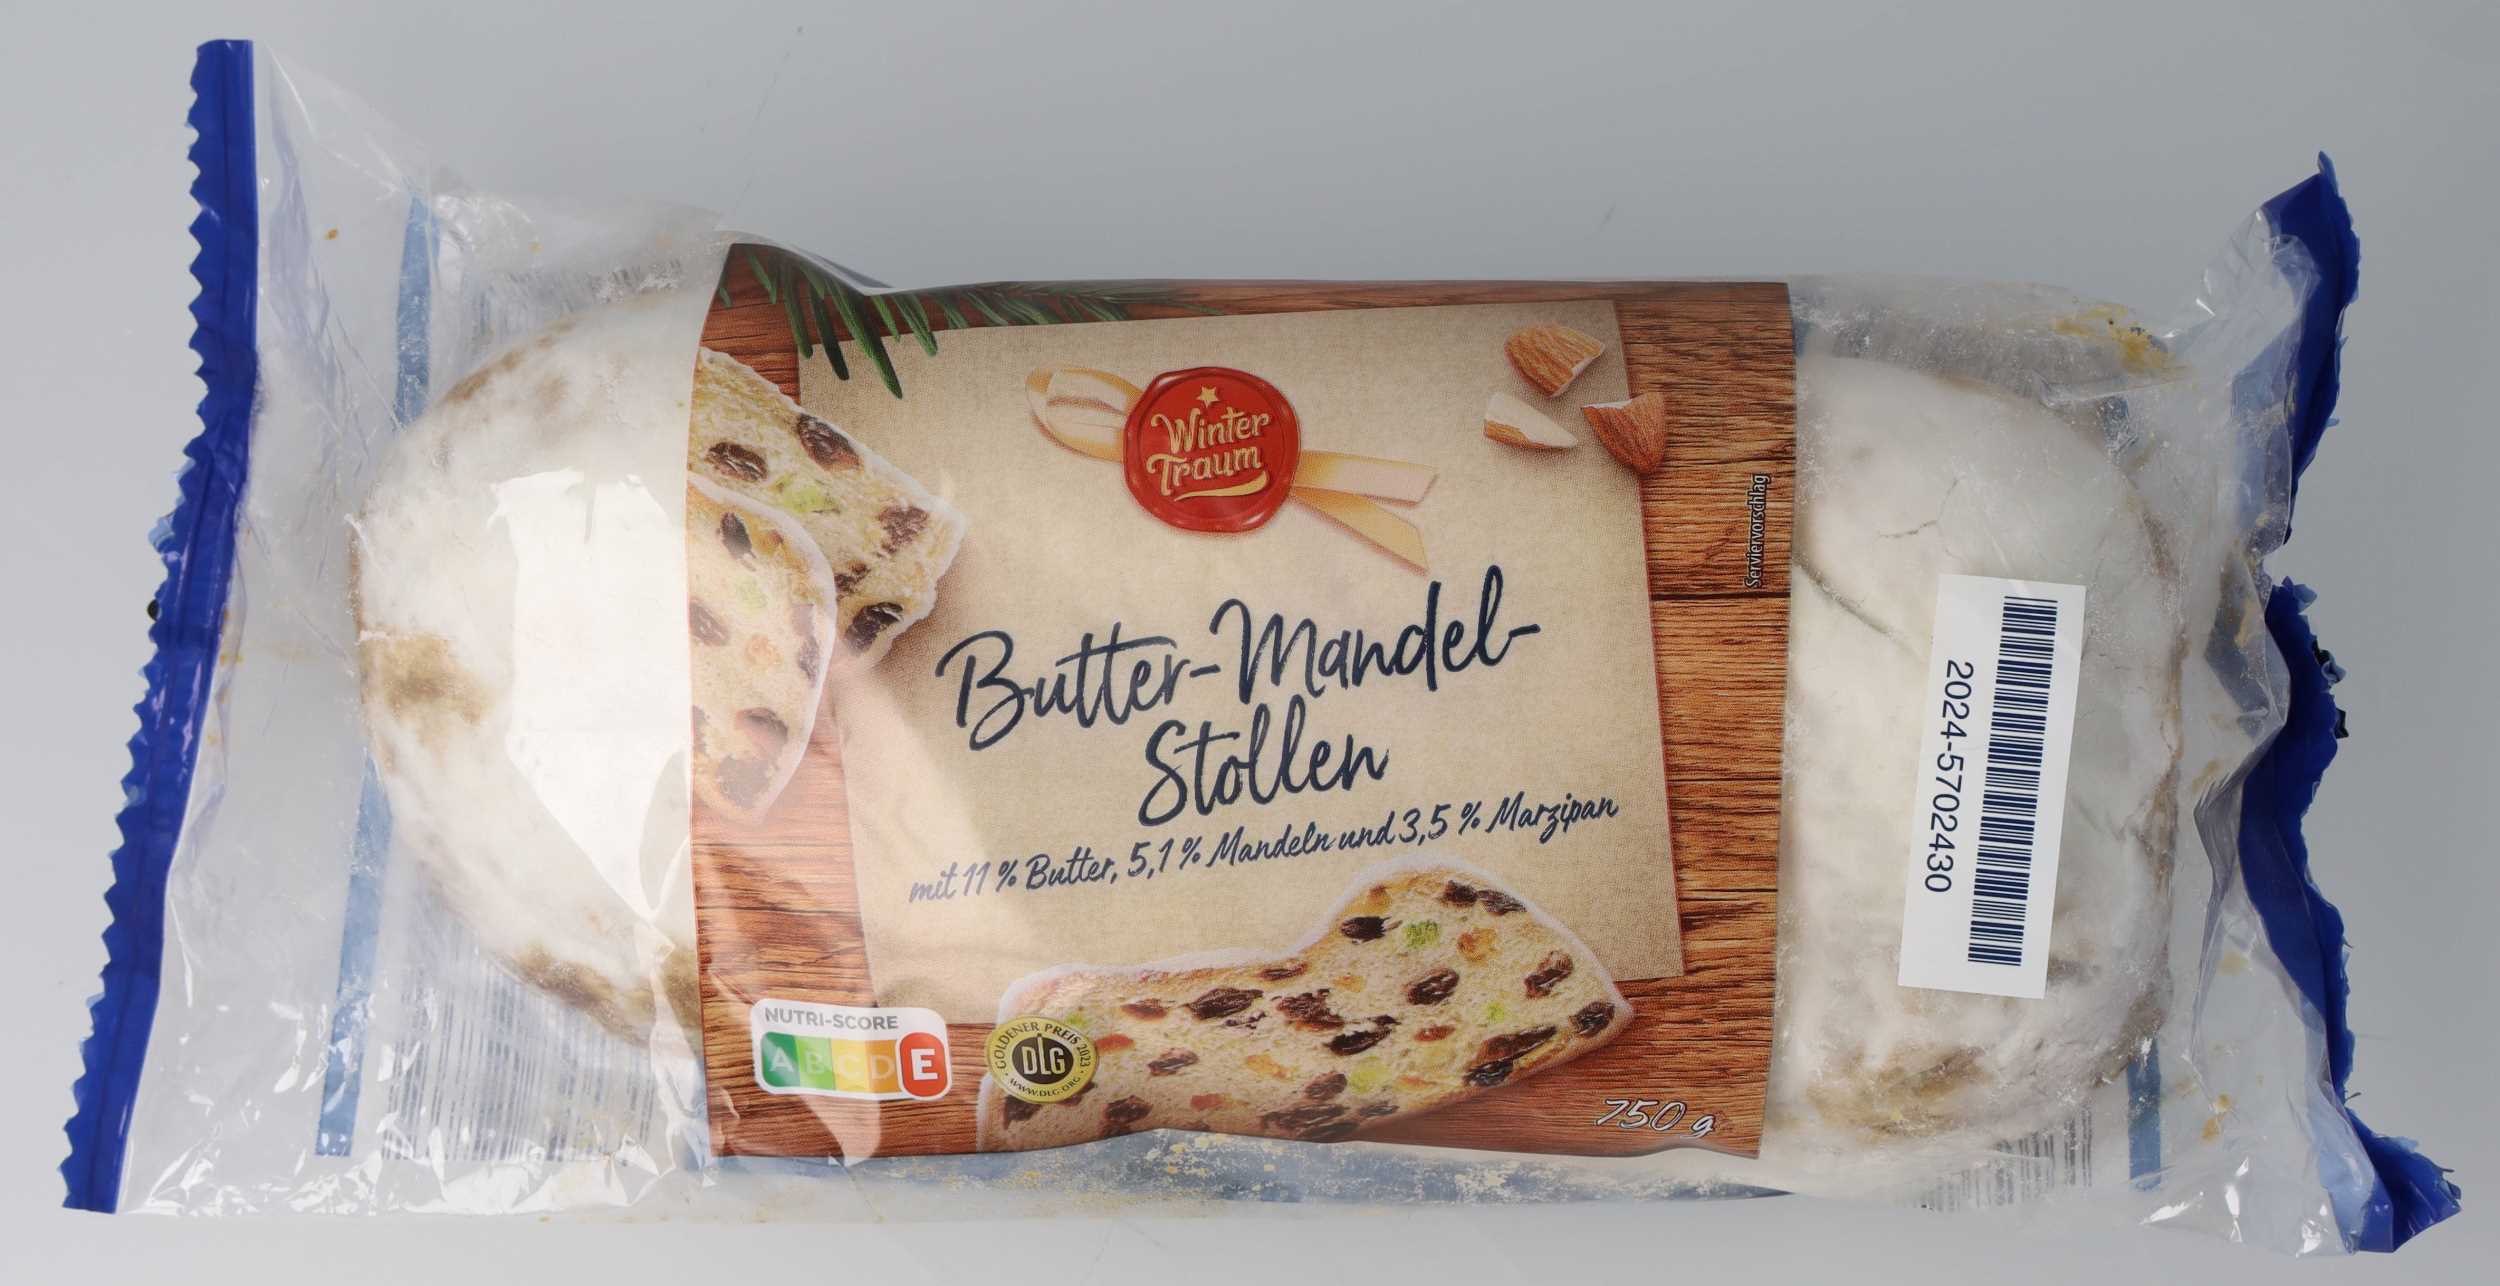 Winter
Traum
Serviervorschlag
Butter-Mandel-
Stollen
mit 11 % Butter, 5,1 % Mandeln und 3,5 % Marzipan
2024-5702430
NUTRI-SCORE
A B C D E
GOLDENER PREIS 2023
DLG
WWW.DLG.ORG
750 g